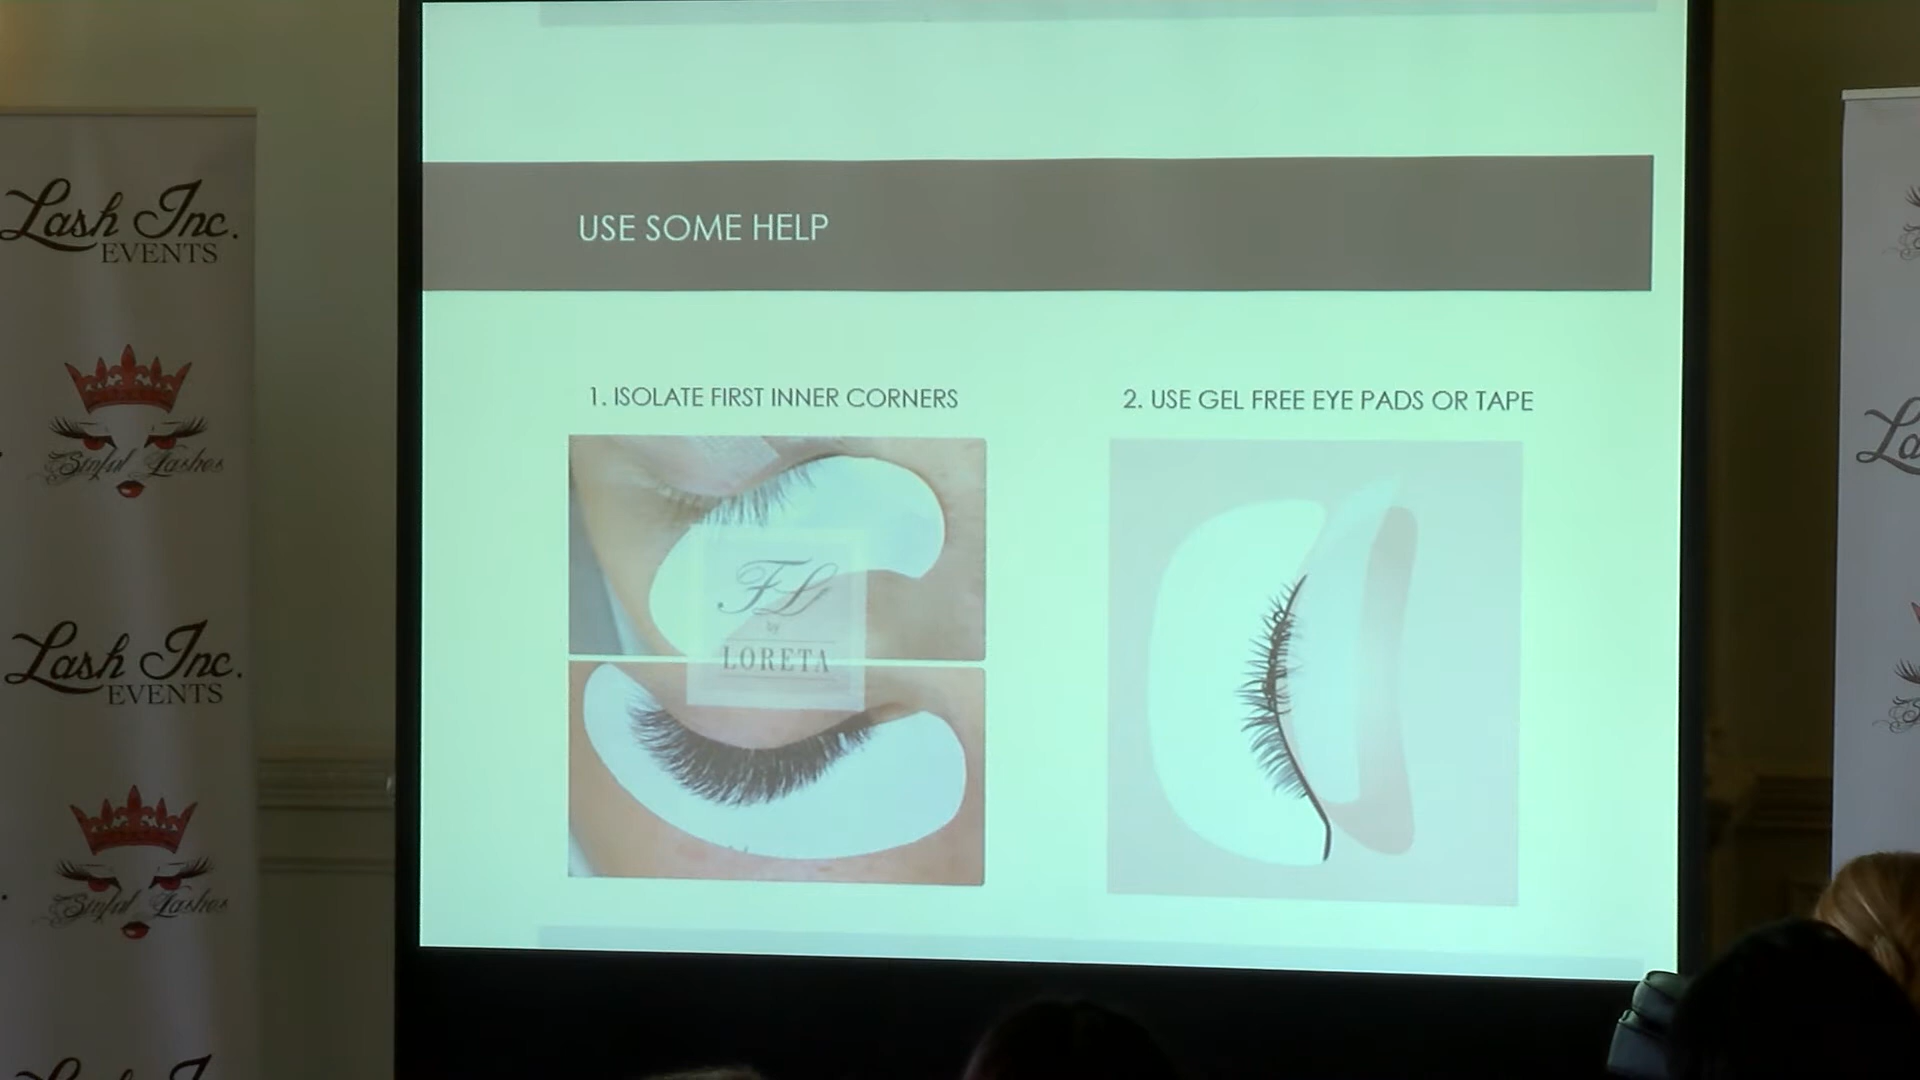 Lash Inc.
EVENTS
Sinful Lashes
Lash Inc.
EVENTS
Sinful Lashes
USE SOME HELP
1. ISOLATE FIRST INNER CORNERS
2. USE GEL FREE EYE PADS OR TAPE
FL
by
LORETA